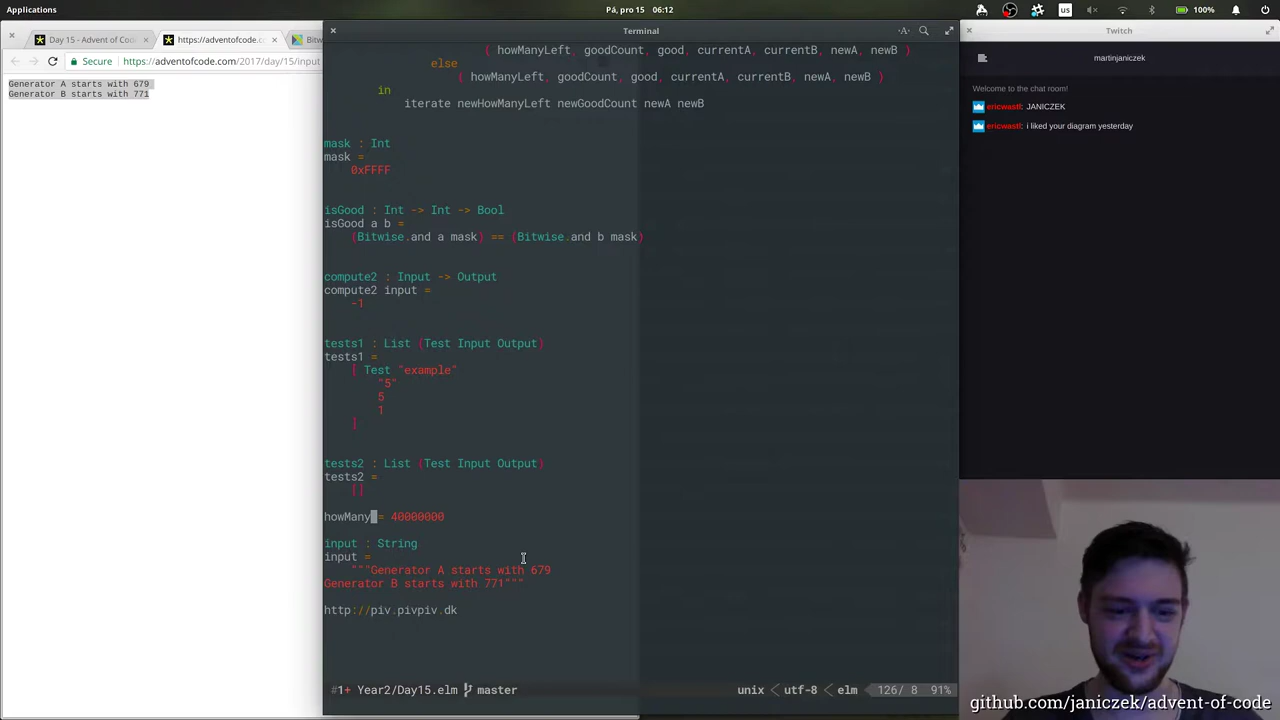 Applications
Pá, pro 15 06:12
us
100%
Day 15 - Advent of Cod
https://adventofcode.co
Bitw
Secure
https://adventofcode.com/2017/day/15/input
Generator A starts with 679
Generator B starts with 771
Terminal
( howManyLeft, goodCount, good, currentA, currentB, newA, newB )
else
( howManyLeft, goodCount, good, currentA, currentB, newA, newB )
in
iterate newHowManyLeft newGoodCount newA newB
mask : Int
mask =
0xFFFF
isGood : Int -> Int -> Bool
isGood a b =
(Bitwise.and a mask) == (Bitwise.and b mask)
compute2 : Input -> Output
compute2 input =
-1
tests1 : List (Test Input Output)
tests1 =
[ Test "example"
"5"
5
1
]
tests2 : List (Test Input Output)
tests2 =
[]
howMany = 40000000
input : String
input =
"""Generator A starts with 679
Generator B starts with 771"""
http://piv.pivpiv.dk
#1+ Year2/Day15.elm master
unix utf-8 elm 126/ 8 91%
Twitch
martinjaniczek
Welcome to the chat room!
ericwastl: JANICZEK
ericwastl: i liked your diagram yesterday
github.com/janiczek/advent-of-code